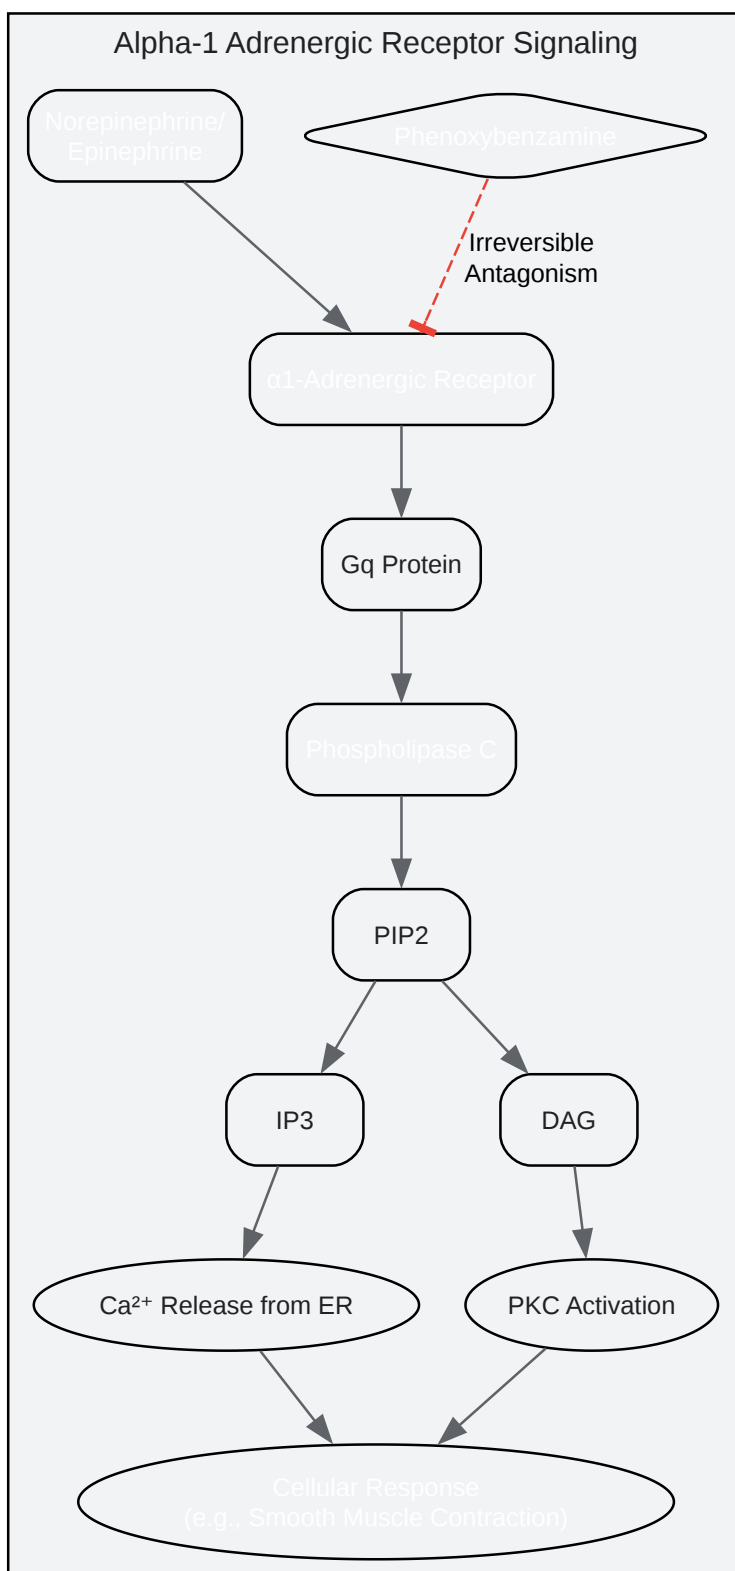 Alpha-1 Adrenergic Receptor Signaling
Norepinephrine/
Epinephrine
Phenoxybenzamine
Irreversible
Antagonism
α1-Adrenergic Receptor
Gq Protein
Phospholipase C
PIP2
IP3
DAG
Ca²⁺ Release from ER
PKC Activation
Cellular Response
(e.g., Smooth Muscle Contraction)